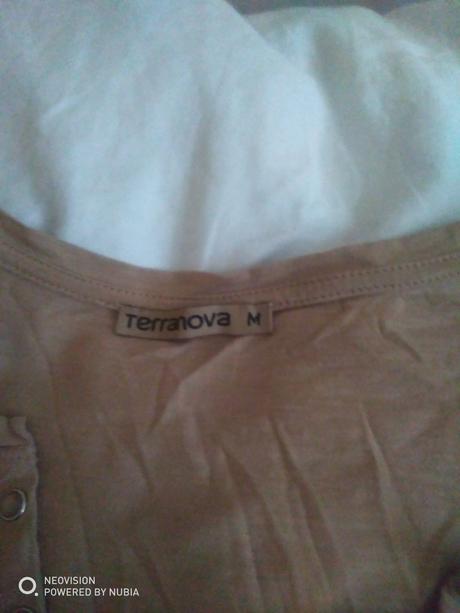 Terranova M
NEOVISION
POWERED BY NUBIA